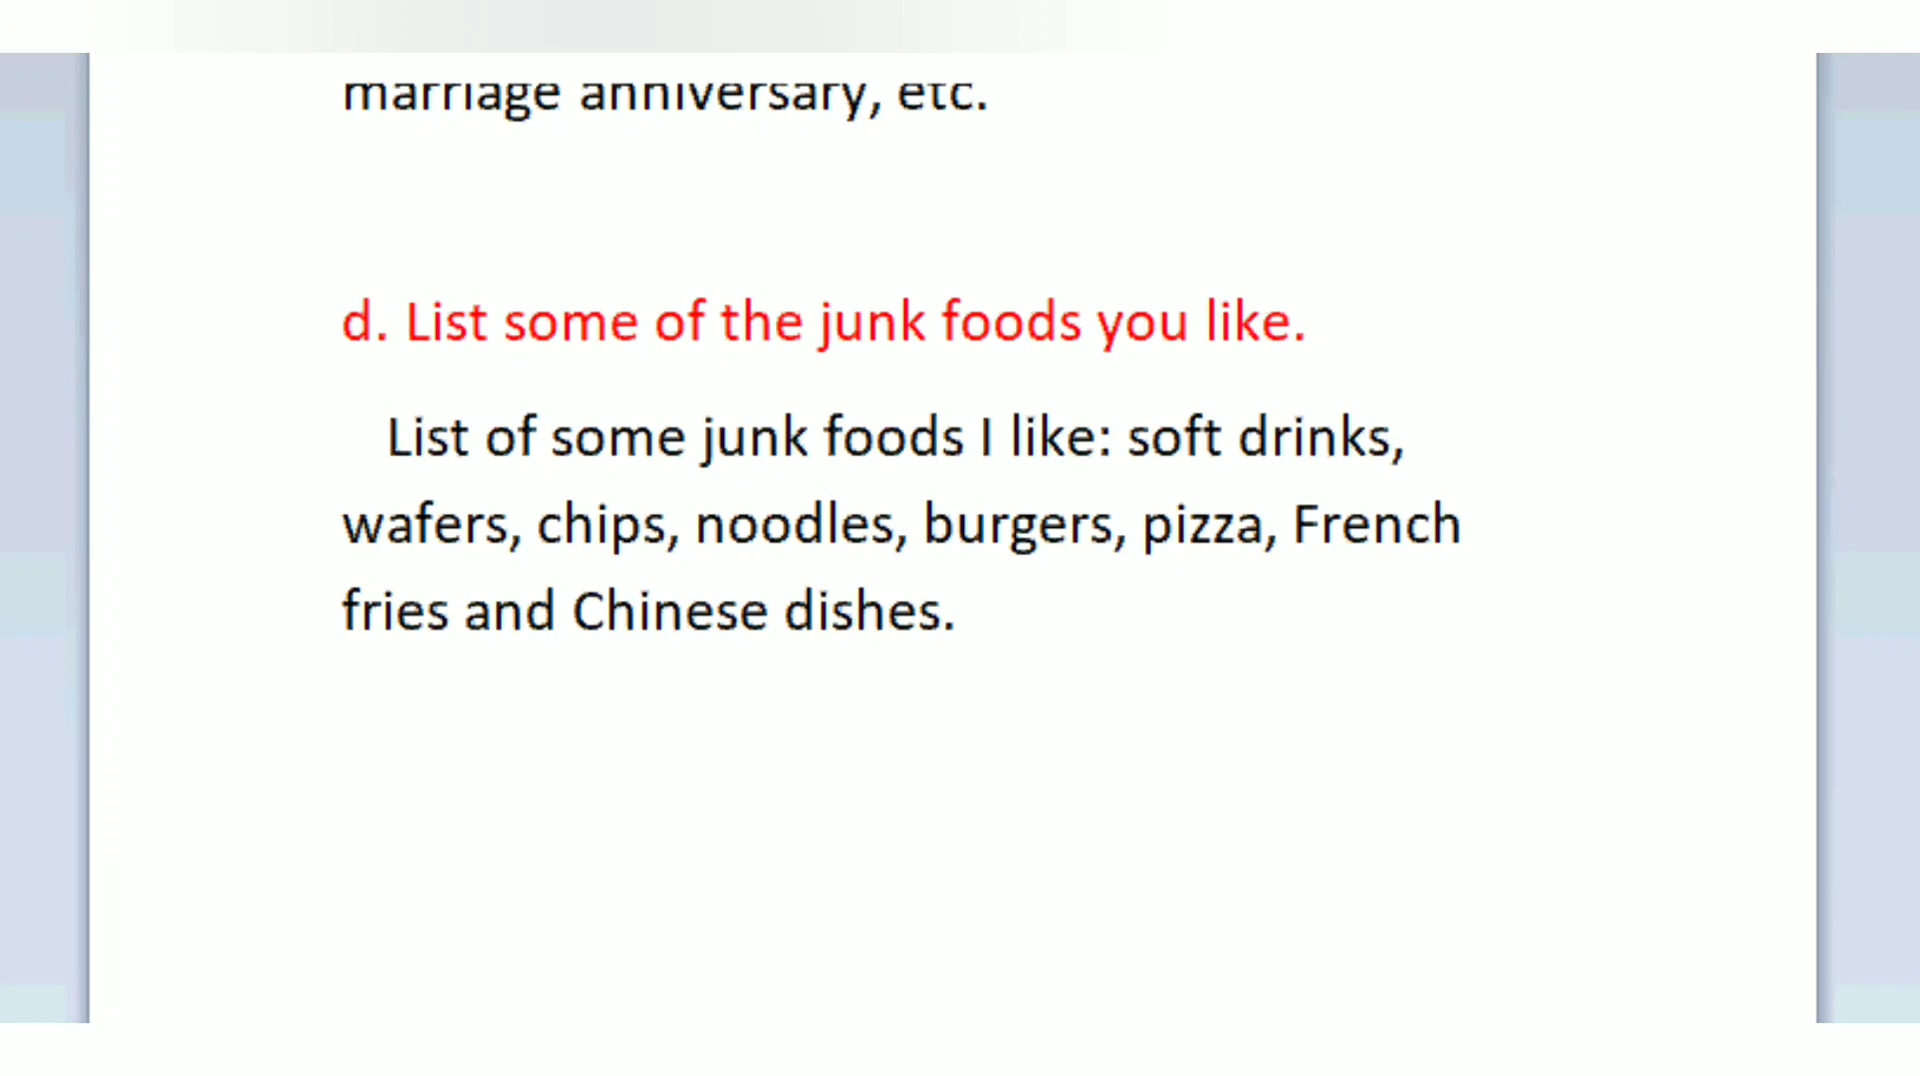 marriage anniversary, etc.
d. List some of the junk foods you like.
List of some junk foods I like: soft drinks,
wafers, chips, noodles, burgers, pizza, French
fries and Chinese dishes.